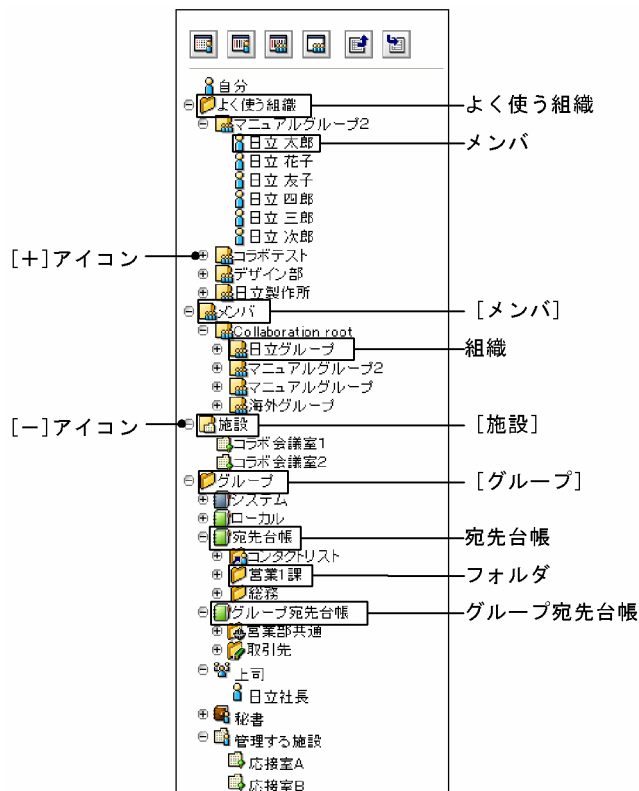 自分
よく使う組織
よく使う組織
マニュアルグループ2
日立 太郎
メンバ
日立 花子
日立 友子
日立 四郎
日立 三郎
日立 次郎
[+]アイコン
コラボテスト
デザイン部
日立製作所
メンバ
[メンバ]
Collaboration root
日立グループ
組織
マニュアルグループ2
マニュアルグループ
海外グループ
[-]アイコン
施設
[施設]
コラボ会議室1
コラボ会議室2
グループ
[グループ]
システム
ローカル
宛先台帳
宛先台帳
コンタクトリスト
営業1課
フォルダ
総務
グループ宛先台帳
グループ宛先台帳
営業部共通
取引先
上司
日立社長
秘書
管理する施設
応接室A
応接室B